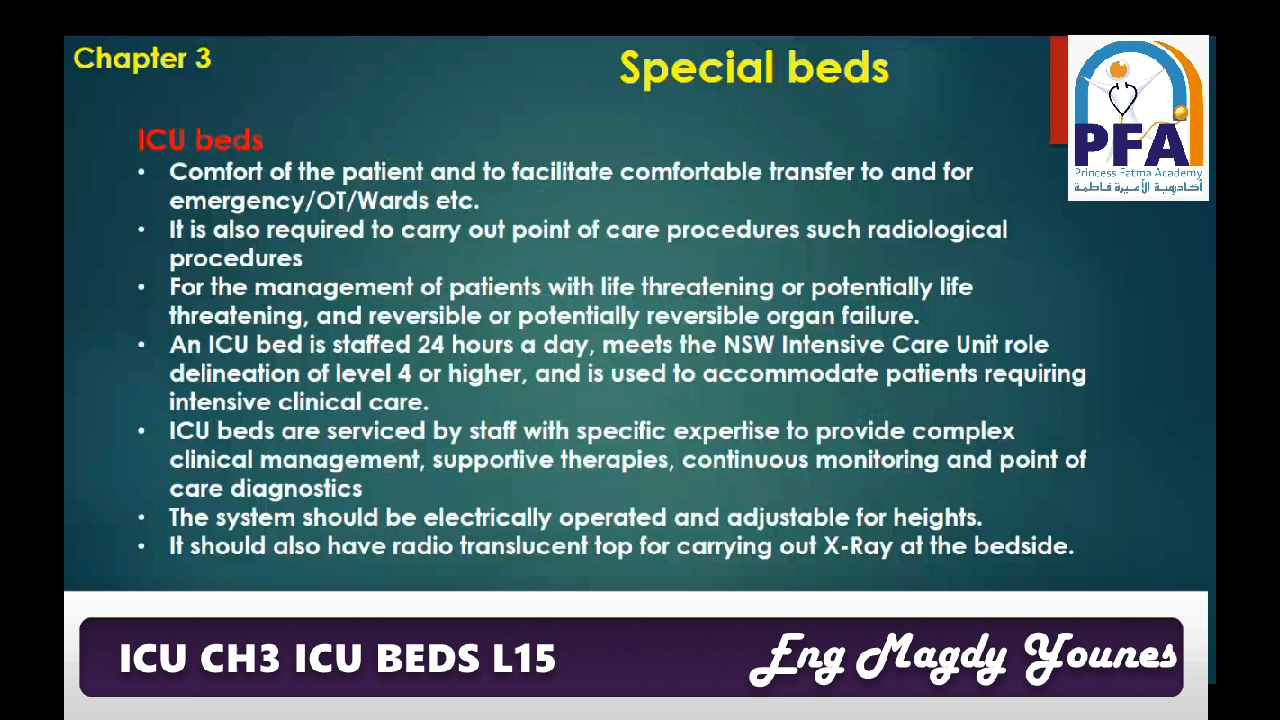 Chapter 3
Special beds
PFA
Princess Fatma Academy
أكاديمية الأميرة فاطمة
ICU beds
• Comfort of the patient and to facilitate comfortable transfer to and for
emergency/OT/Wards etc.
• It is also required to carry out point of care procedures such radiological
procedures
• For the management of patients with life threatening or potentially life
threatening, and reversible or potentially reversible organ failure.
• An ICU bed is staffed 24 hours a day, meets the NSW Intensive Care Unit role
delineation of level 4 or higher, and is used to accommodate patients requiring
intensive clinical care.
• ICU beds are serviced by staff with specific expertise to provide complex
clinical management, supportive therapies, continuous monitoring and point of
care diagnostics
• The system should be electrically operated and adjustable for heights.
• It should also have radio translucent top for carrying out X-Ray at the bedside.
ICU CH3 ICU BEDS L15
Eng Magdy Younes